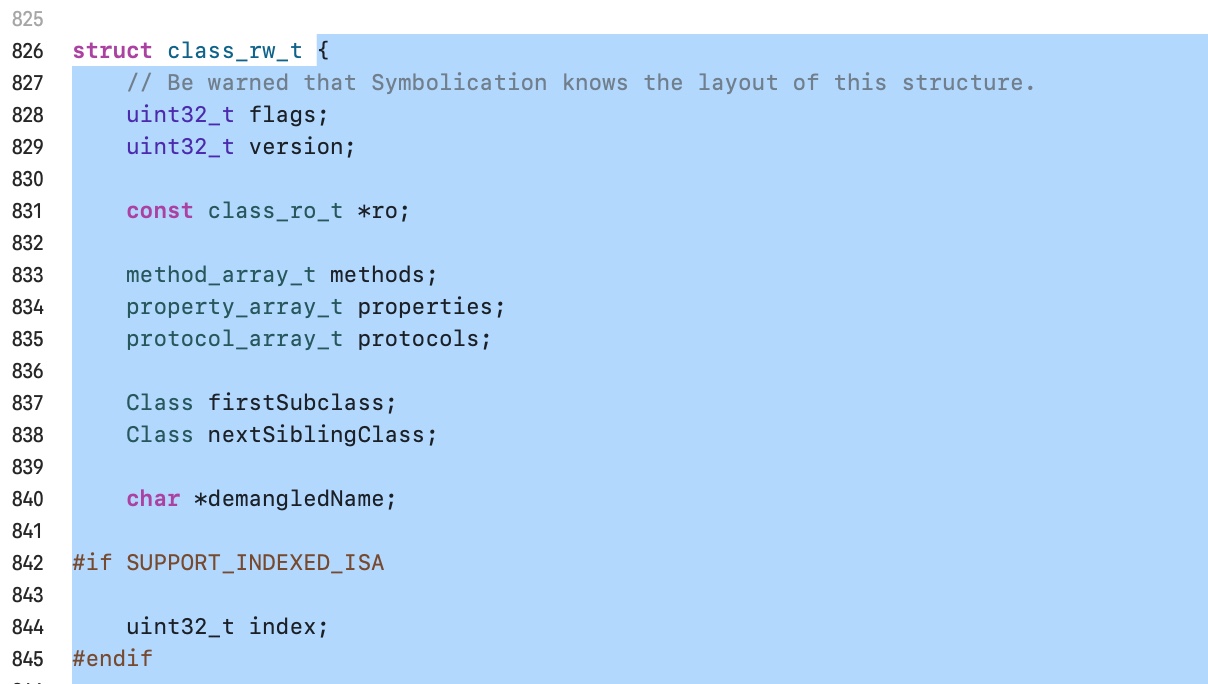 825
826 struct class_rw_t {
827     // Be warned that Symbolication knows the layout of this structure.
828     uint32_t flags;
829     uint32_t version;
830
831     const class_ro_t *ro;
832
833     method_array_t methods;
834     property_array_t properties;
835     protocol_array_t protocols;
836
837     Class firstSubclass;
838     Class nextSiblingClass;
839
840     char *demangledName;
841
842 #if SUPPORT_INDEXED_ISA
843
844     uint32_t index;
845 #endif